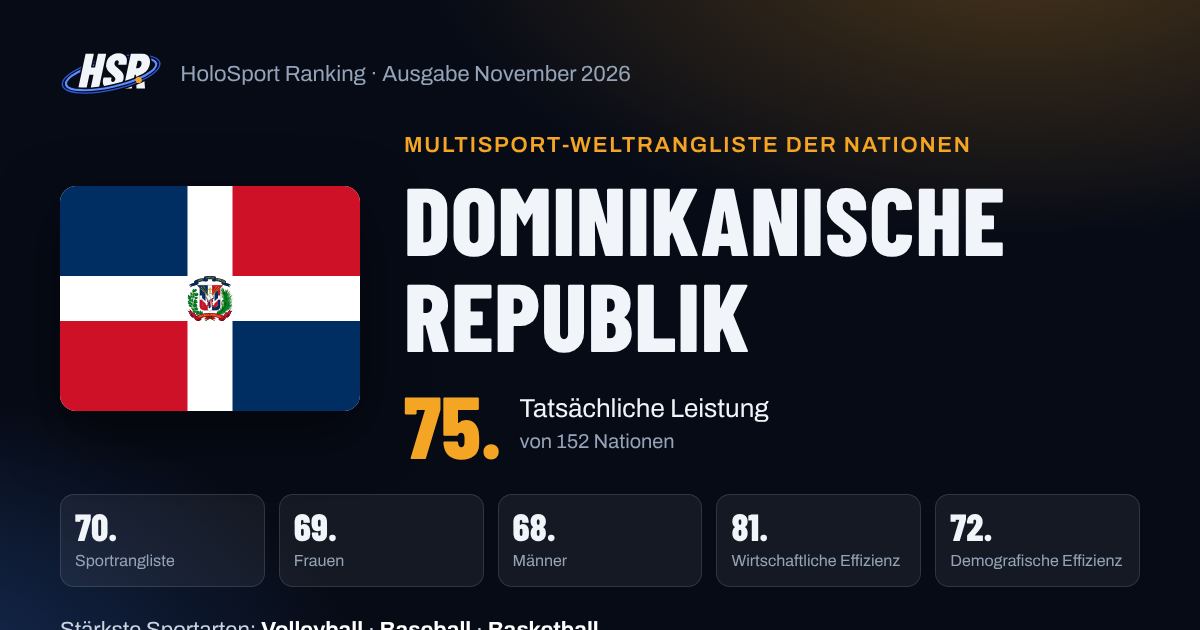 HSR HoloSport Ranking · Ausgabe November 2026
MULTISPORT-WELTRANGLISTE DER NATIONEN
DOMINIKANISCHE
REPUBLIK
75. Tatsächliche Leistung
von 152 Nationen
70. 69. 68. 81. 72.
Sportrangliste Frauen Männer Wirtschaftliche Effizienz Demografische Effizienz
Stärkste Sportarten: Volleyball · Baseball · Basketball